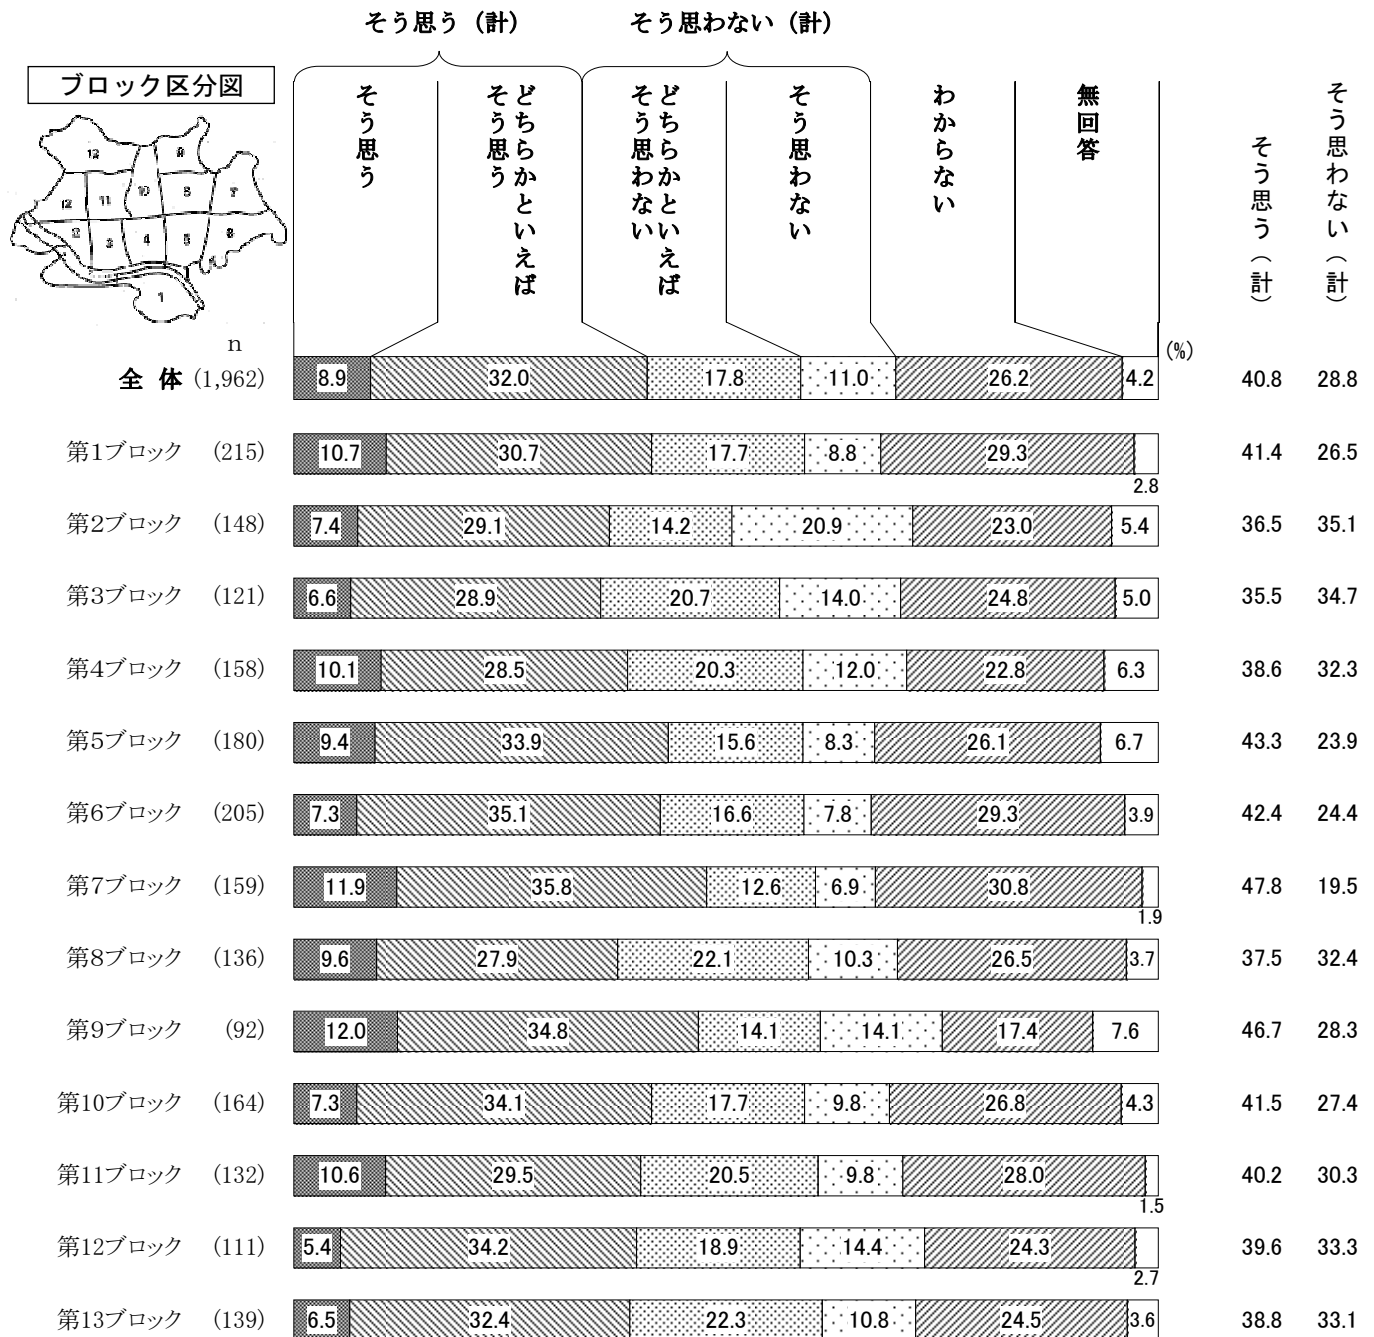 そう思う（計）　そう思わない（計）
ブロック区分図
そう思う
どちらかといえば
そう思う
どちらかといえば
そう思わない
そう思わない
わからない
無回答
そう思う（計）
そう思わない（計）
12 9
12 11 10 8 7
2 3 4 5 6
1
n
(%)
全 体 (1,962) 8.9 32.0 17.8 11.0 26.2 4.2 40.8 28.8
第1ブロック (215) 10.7 30.7 17.7 8.8 29.3 2.8 41.4 26.5
第2ブロック (148) 7.4 29.1 14.2 20.9 23.0 5.4 36.5 35.1
第3ブロック (121) 6.6 28.9 20.7 14.0 24.8 5.0 35.5 34.7
第4ブロック (158) 10.1 28.5 20.3 12.0 22.8 6.3 38.6 32.3
第5ブロック (180) 9.4 33.9 15.6 8.3 26.1 6.7 43.3 23.9
第6ブロック (205) 7.3 35.1 16.6 7.8 29.3 3.9 42.4 24.4
第7ブロック (159) 11.9 35.8 12.6 6.9 30.8 1.9 47.8 19.5
第8ブロック (136) 9.6 27.9 22.1 10.3 26.5 3.7 37.5 32.4
第9ブロック (92) 12.0 34.8 14.1 14.1 17.4 7.6 46.7 28.3
第10ブロック (164) 7.3 34.1 17.7 9.8 26.8 4.3 41.5 27.4
第11ブロック (132) 10.6 29.5 20.5 9.8 28.0 1.5 40.2 30.3
第12ブロック (111) 5.4 34.2 18.9 14.4 24.3 2.7 39.6 33.3
第13ブロック (139) 6.5 32.4 22.3 10.8 24.5 3.6 38.8 33.1